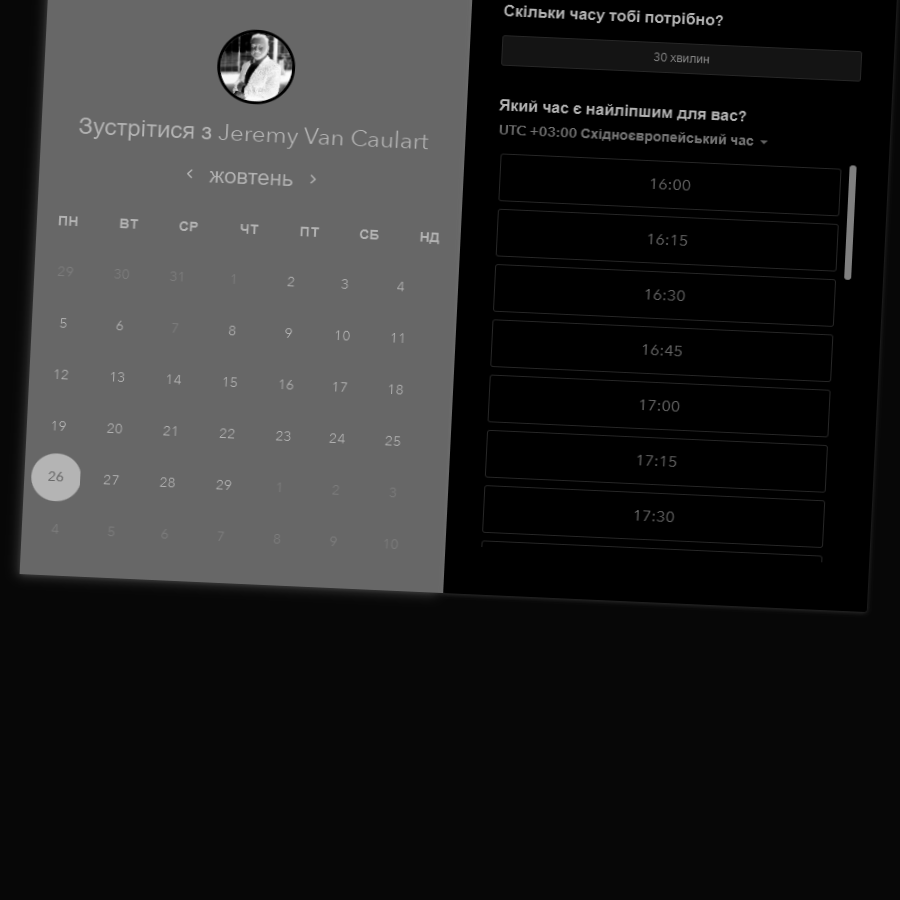 Зустрітися з Jeremy Van Caulart
жовтень
ПН ВТ СР ЧТ ПТ СБ НД
29 30 31 1 2 3 4
5 6 7 8 9 10 11
12 13 14 15 16 17 18
19 20 21 22 23 24 25
26 27 28 29 1 2 3
4 5 6 7 8 9 10
Скільки часу тобі потрібно?
30 хвилин
Який час є найліпшим для вас?
UTC +03:00 Східноєвропейський час
16:00
16:15
16:30
16:45
17:00
17:15
17:30